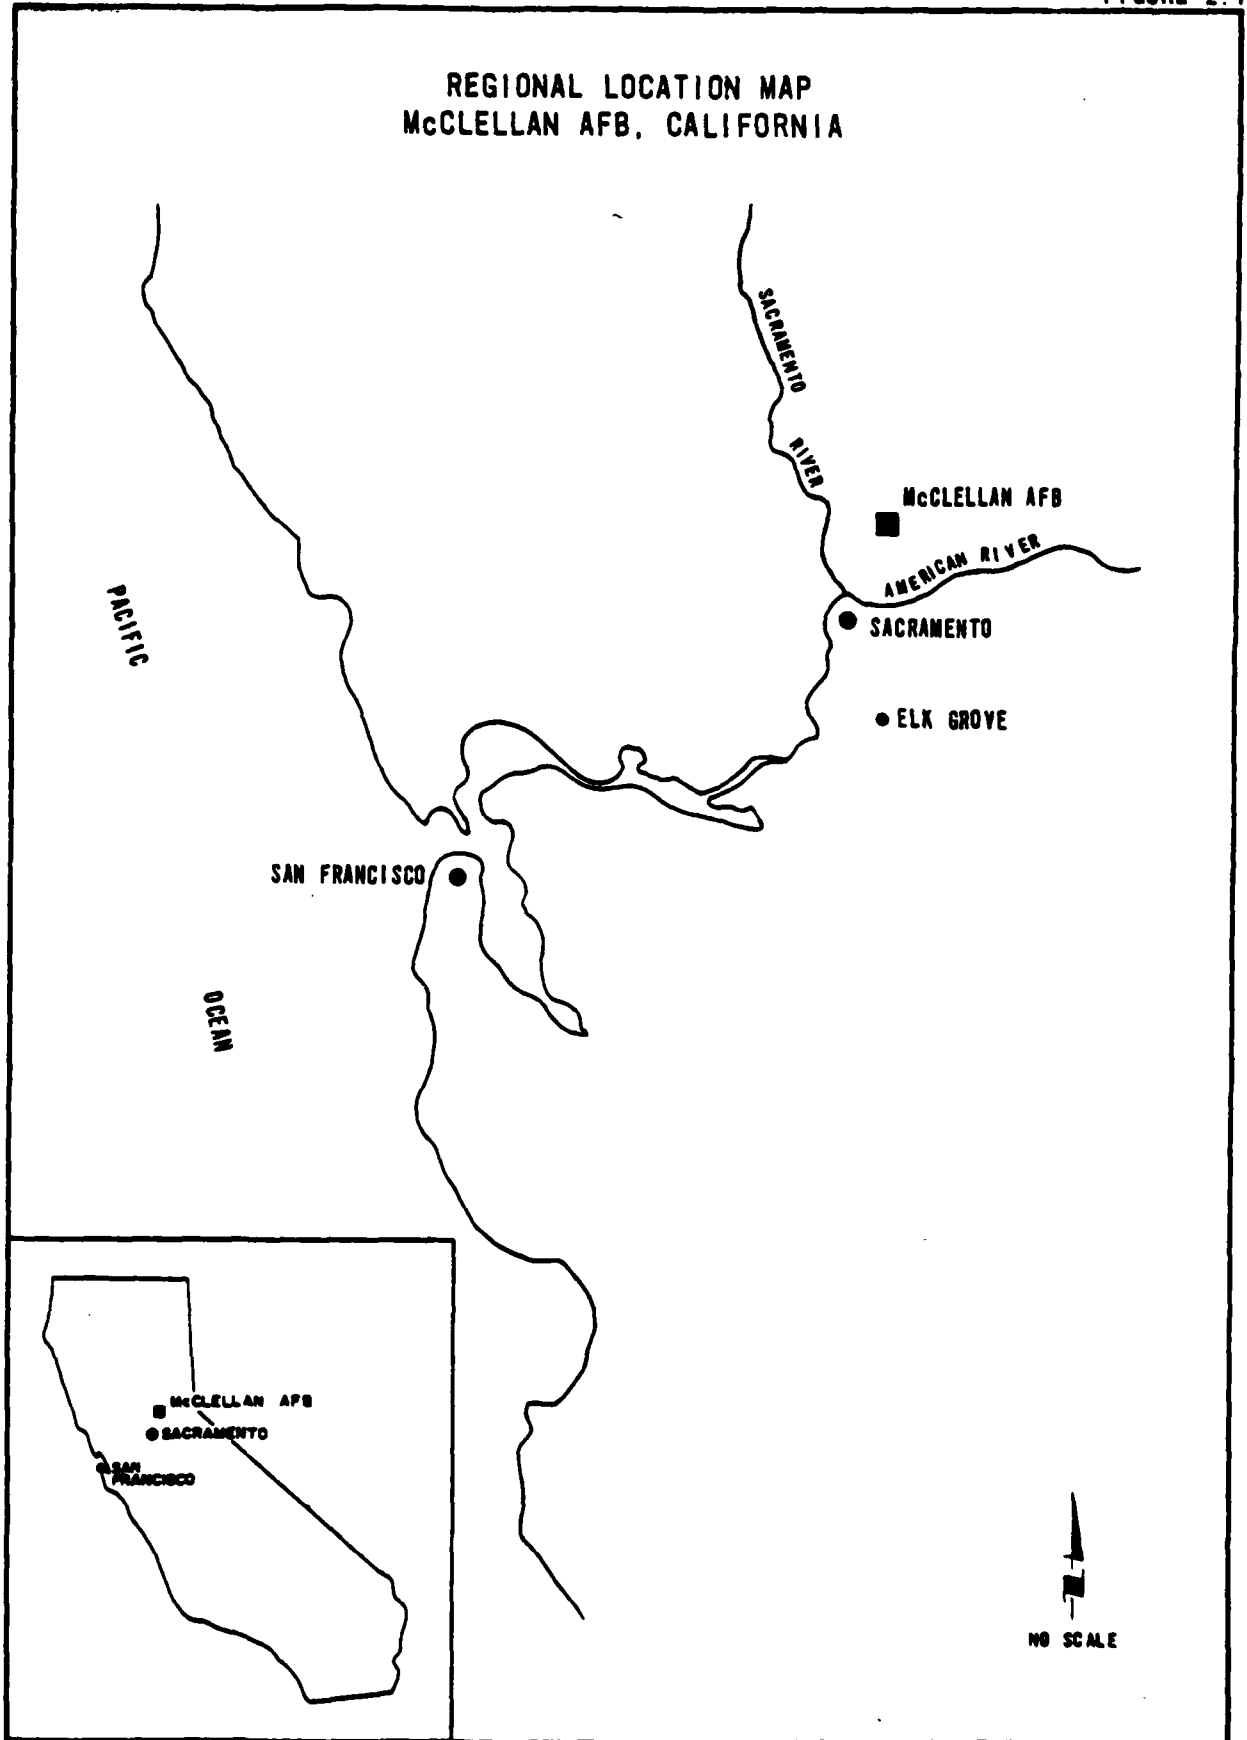 REGIONAL LOCATION MAP
McCLELLAN AFB, CALIFORNIA
SACRAMENTO
RIVER
McCLELLAN AFB
AMERICAN RIVER
SACRAMENTO
ELK GROVE
PACIFIC
OCEAN
SAN FRANCISCO
McCLELLAN AFB
SACRAMENTO
SAN
FRANCISCO
NO SCALE